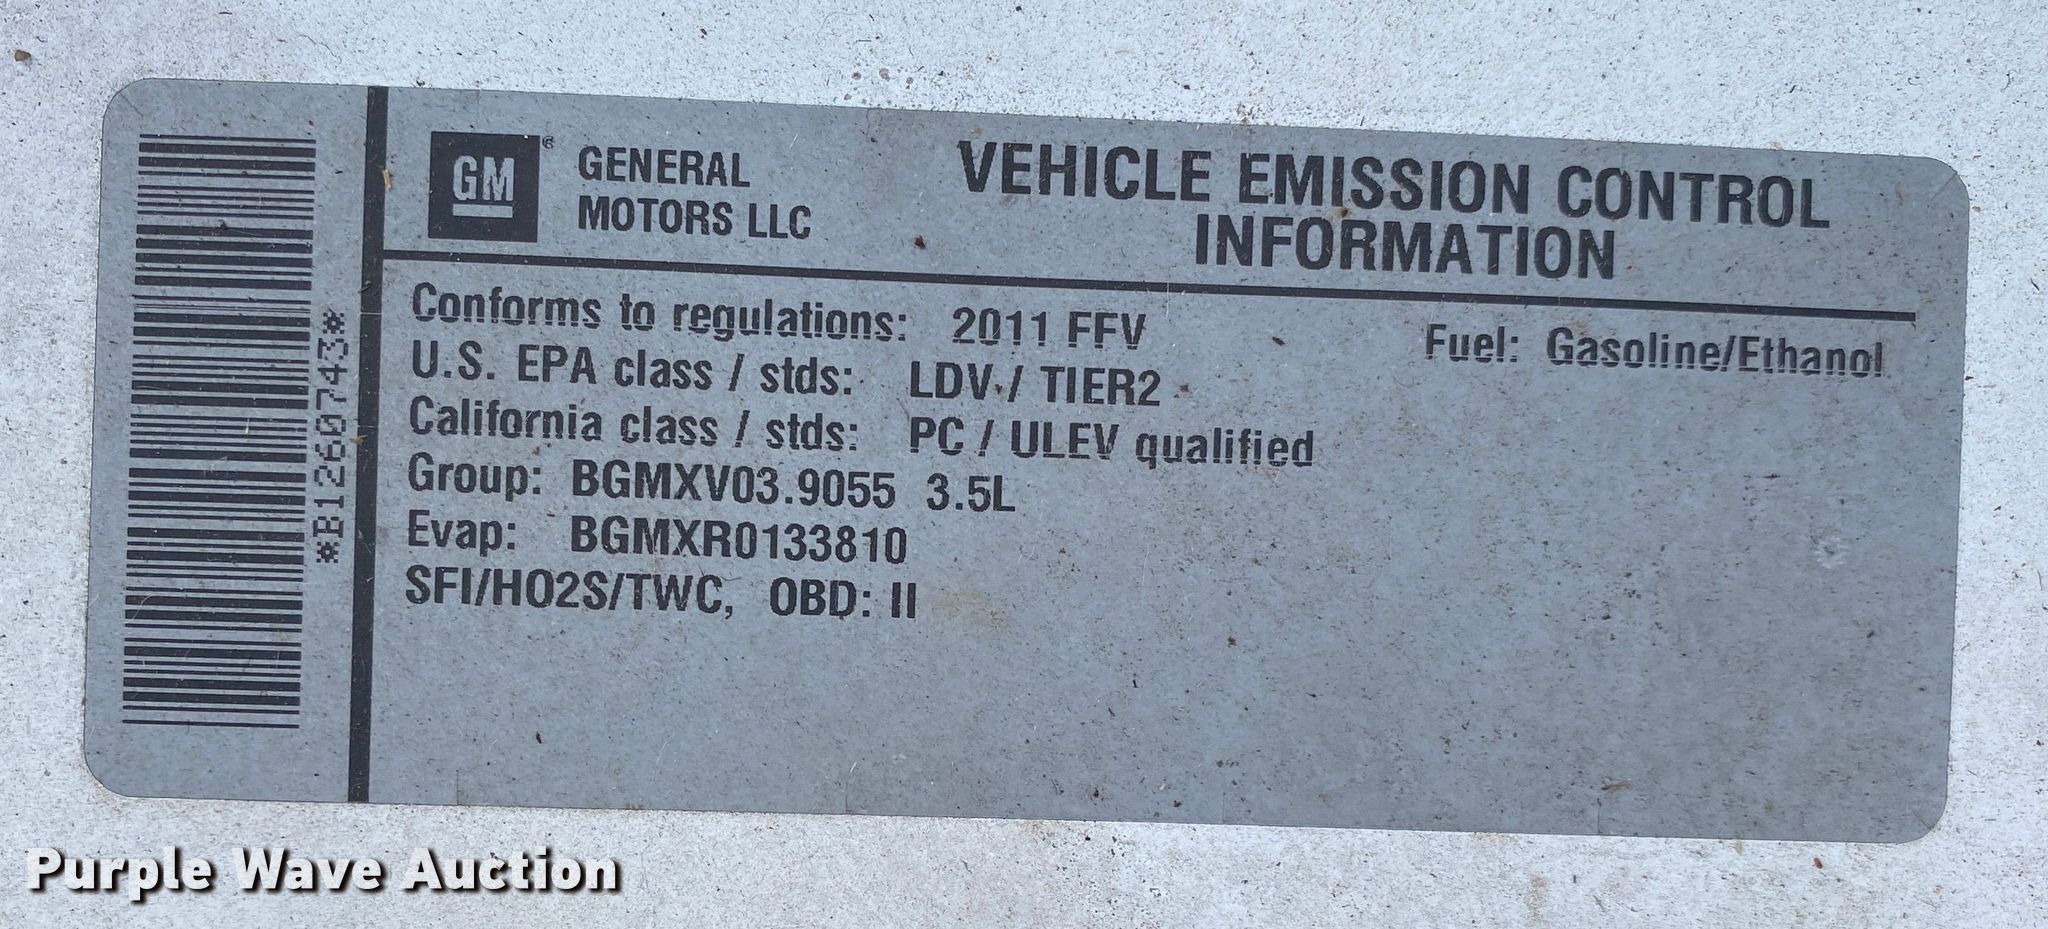 GM® GENERAL MOTORS LLC
VEHICLE EMISSION CONTROL
INFORMATION
Conforms to regulations: 2011 FFV Fuel: Gasoline/Ethanol
U.S. EPA class / stds: LDV / TIER2
California class / stds: PC / ULEV qualified
Group: BGMXV03.9055 3.5L
Evap: BGMXR0133810
SFI/HO2S/TWC, OBD: II
*B1260743*
Purple Wave Auction